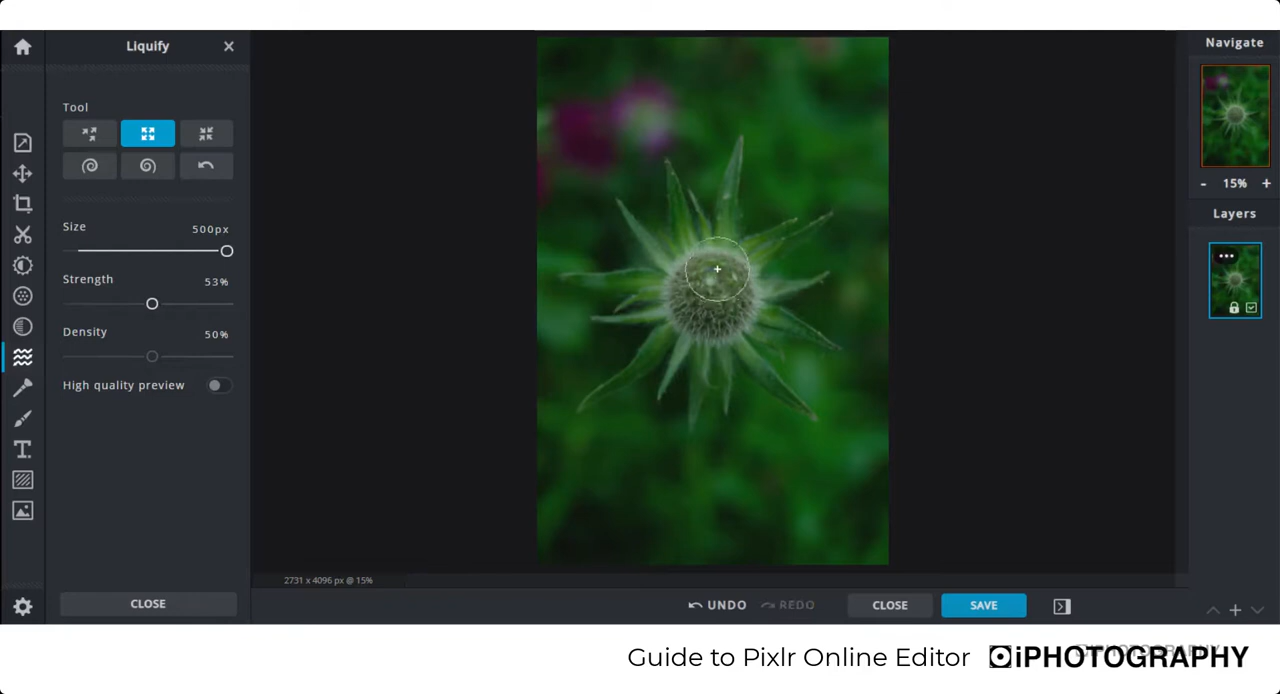 Liquify
Tool
Size 500px
Strength 53%
Density 50%
High quality preview
CLOSE
2731 x 4096 px @ 15%
UNDO REDO CLOSE SAVE
Navigate
- 15% +
Layers
Guide to Pixlr Online Editor iPHOTOGRAPHY